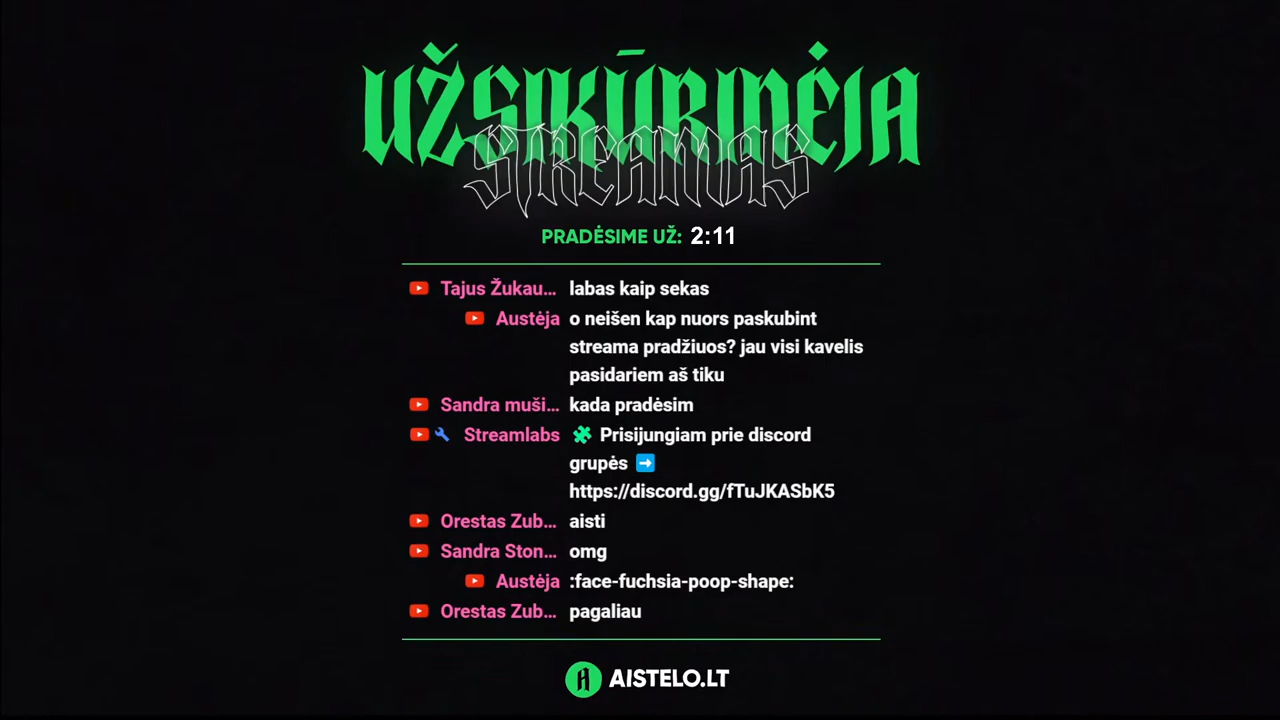 UŽSIKŪRINĖJA
STREAMAS
PRADĖSIME UŽ: 2:11
Tajus Žukau... labas kaip sekas
Austėja o neišen kap nuors paskubint
streama pradžiuos? jau visi kavelis
pasidariem aš tiku
Sandra muši... kada pradėsim
Streamlabs Prisijungiam prie discord
grupės ➡️
https://discord.gg/fTuJKASbK5
Orestas Zub... aisti
Sandra Ston... omg
Austėja :face-fuchsia-poop-shape:
Orestas Zub... pagaliau
AISTELO.LT